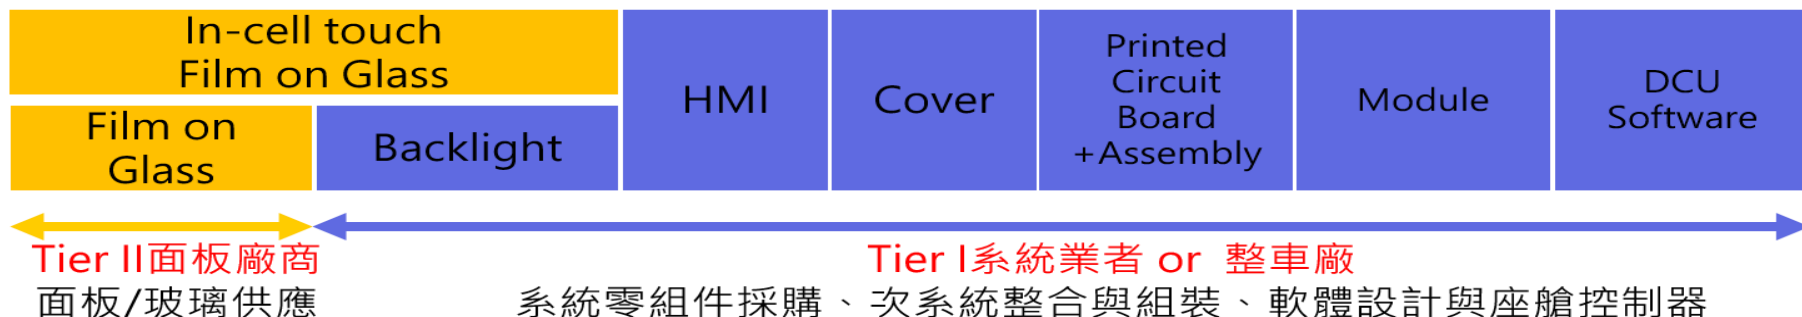 In-cell touch
Film on Glass
Film on
Glass
Backlight
HMI
Cover
Printed
Circuit
Board
+Assembly
Module
DCU
Software
Tier II面板廠商
面板/玻璃供應
Tier I系統業者 or 整車廠
系統零組件採購、次系統整合與組裝、軟體設計與座艙控制器